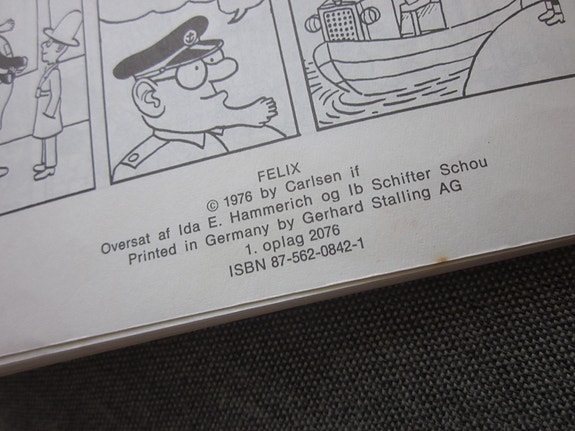 FELIX
© 1976 by Carlsen if
Oversat af Ida E. Hammerich og Ib Schifter Schou
Printed in Germany by Gerhard Stalling AG
1. oplag 2076
ISBN 87-562-0842-1